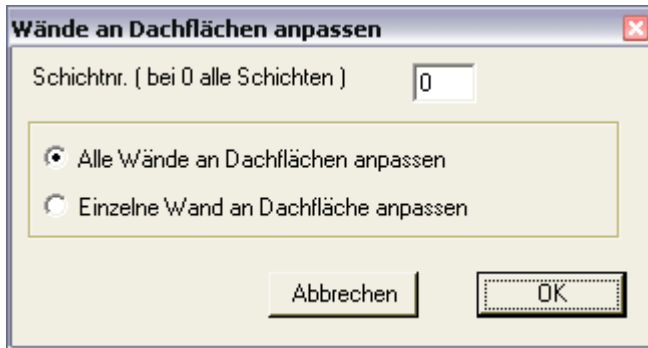 Wände an Dachflächen anpassen
Schichtnr. ( bei 0 alle Schichten ) 0
Alle Wände an Dachflächen anpassen
Einzelne Wand an Dachfläche anpassen
Abbrechen OK